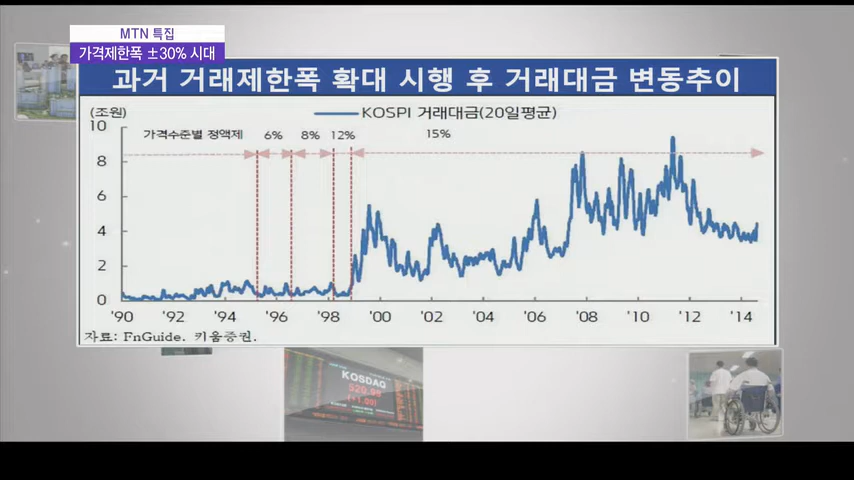 MTN 특집
가격제한폭 ±30% 시대
과거 거래제한폭 확대 시행 후 거래대금 변동추이
(조원)
KOSPI 거래대금(20일평균)
10
가격수준별 정액제 6% 8% 12% 15%
8
6
4
2
0
'90 '92 '94 '96 '98 '00 '02 '04 '06 '08 '10 '12 '14
자료: FnGuide. 키움증권.
KOSDAQ